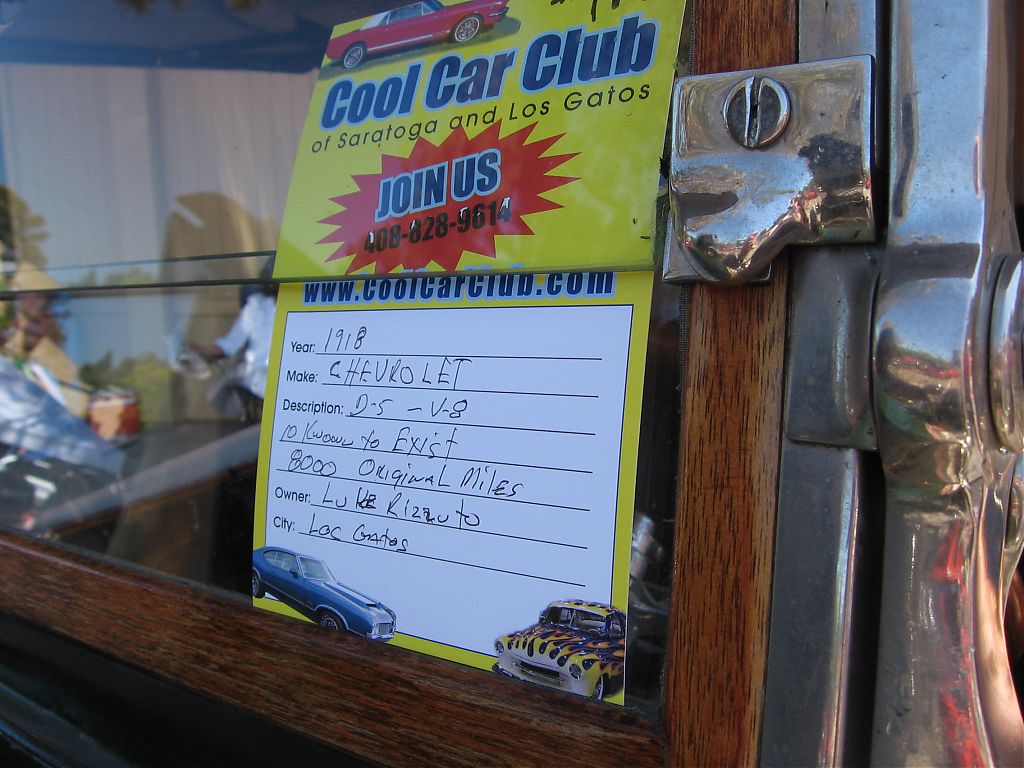 Cool Car Club
of Saratoga and Los Gatos
JOIN US
408-828-9614
www.coolcarclub.com
Year: 1918
Make: CHEVROLET
Description: D-5 - V-8
10 Known to Exist
8000 Original Miles
Owner: Luke Rizzuto
City: Los Gatos